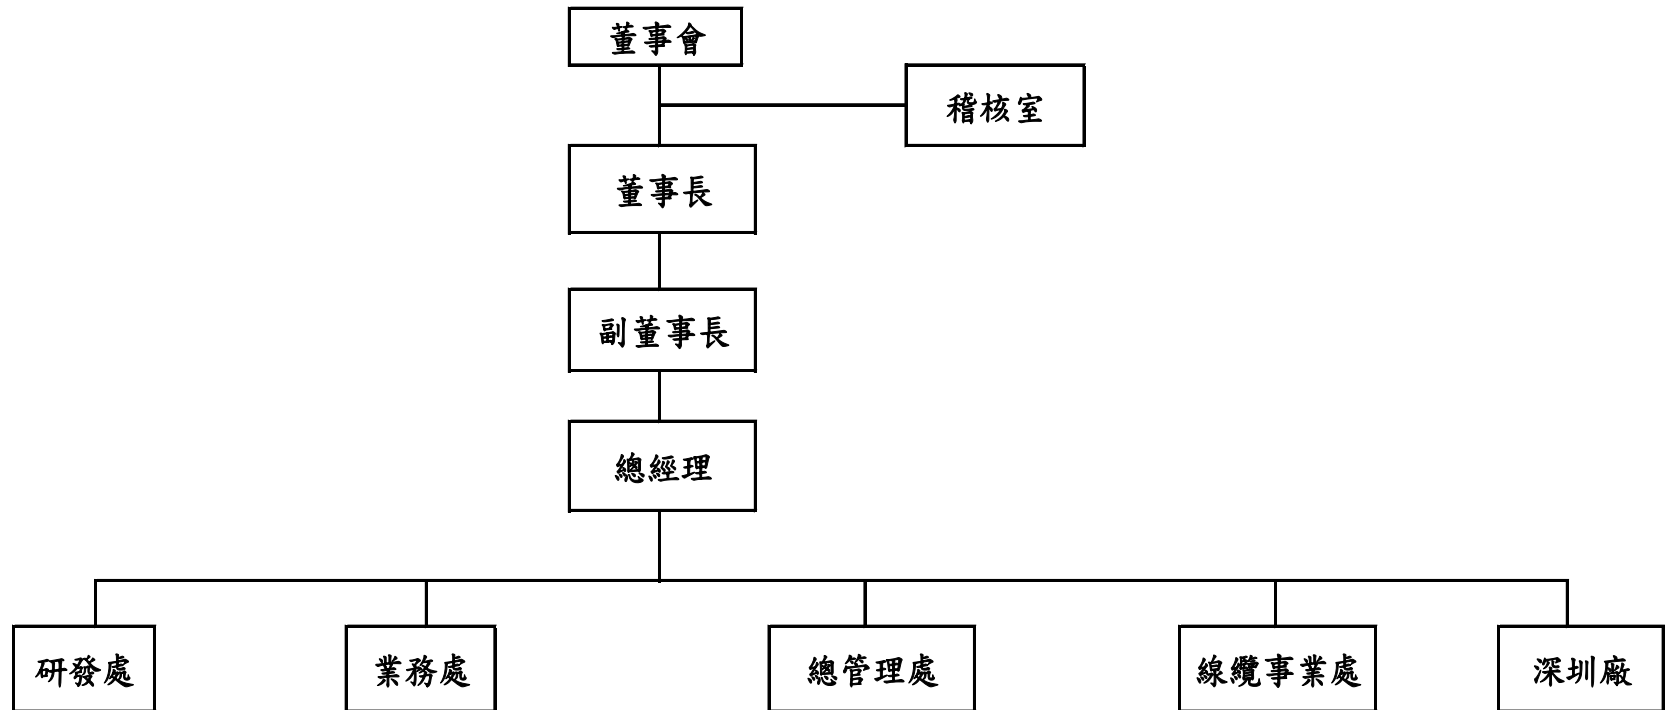 董事會
稽核室
董事長
副董事長
總經理
研發處
業務處
總管理處
線纜事業處
深圳廠